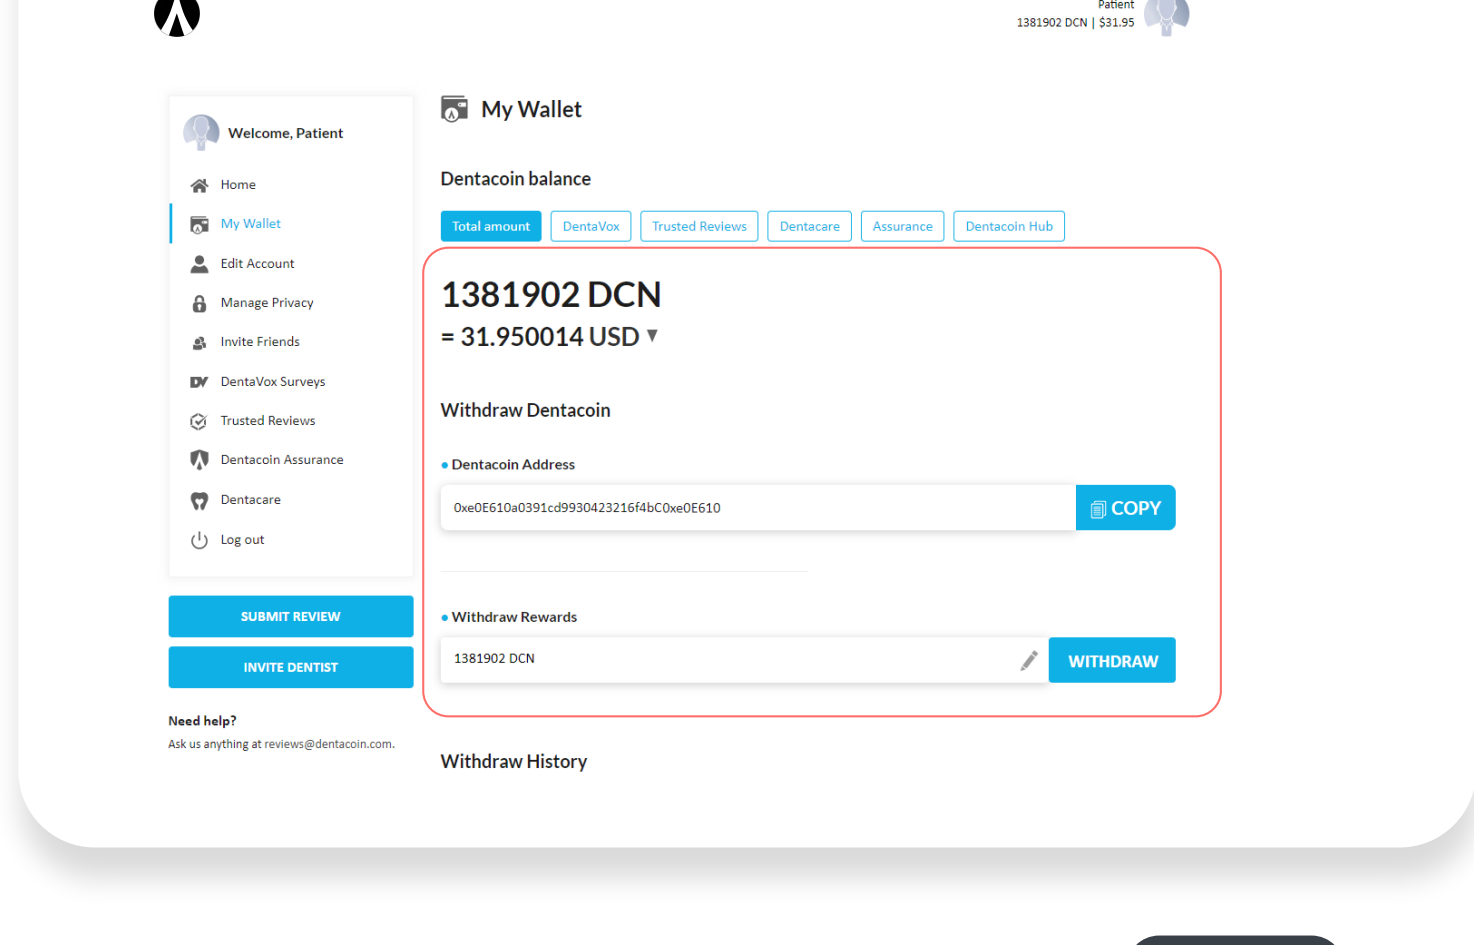 Patient
1381902 DCN | $31.95
Welcome, Patient
Home
My Wallet
Edit Account
Manage Privacy
Invite Friends
DV DentaVox Surveys
Trusted Reviews
Dentacoin Assurance
Dentacare
Log out
SUBMIT REVIEW
INVITE DENTIST
Need help?
Ask us anything at reviews@dentacoin.com.
My Wallet
Dentacoin balance
Total amount DentaVox Trusted Reviews Dentacare Assurance Dentacoin Hub
1381902 DCN
= 31.950014 USD ▼
Withdraw Dentacoin
• Dentacoin Address
0xe0E610a0391cd9930423216f4bC0xe0E610 COPY
• Withdraw Rewards
1381902 DCN WITHDRAW
Withdraw History